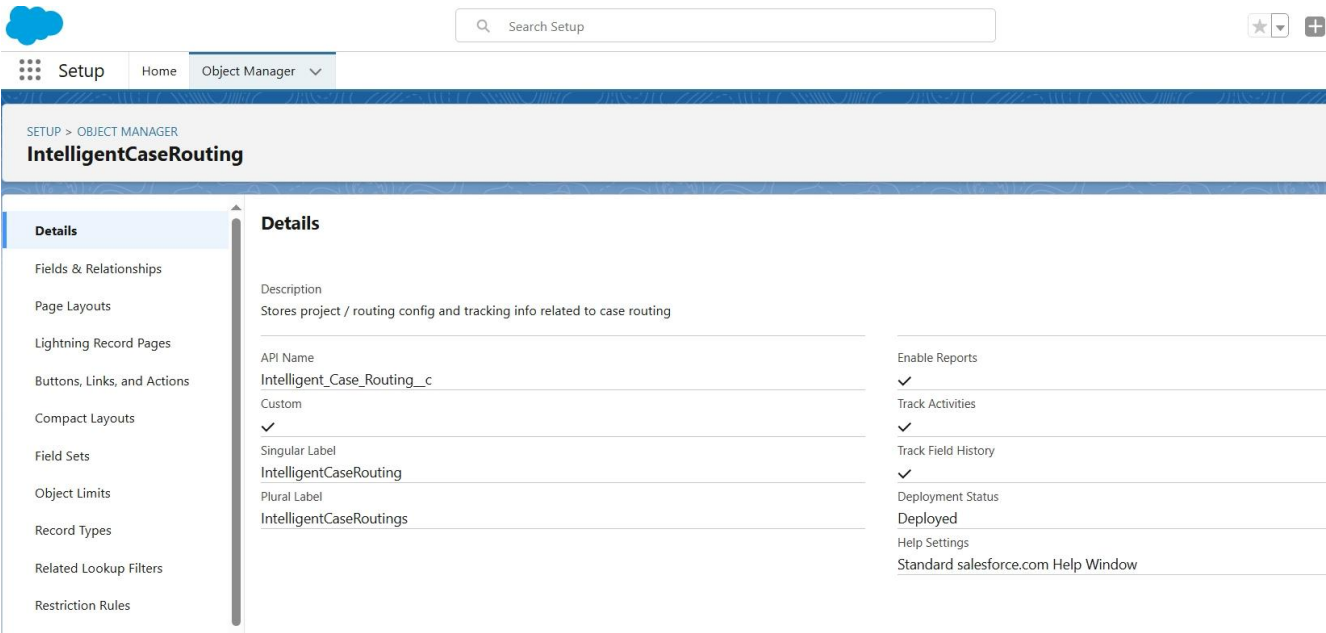 Search Setup
Setup
Home
Object Manager
SETUP > OBJECT MANAGER
IntelligentCaseRouting
Details
Fields & Relationships
Page Layouts
Lightning Record Pages
Buttons, Links, and Actions
Compact Layouts
Field Sets
Object Limits
Record Types
Related Lookup Filters
Restriction Rules
Details
Description
Stores project / routing config and tracking info related to case routing
API Name
Intelligent_Case_Routing__c
Custom
Singular Label
IntelligentCaseRouting
Plural Label
IntelligentCaseRoutings
Enable Reports
Track Activities
Track Field History
Deployment Status
Deployed
Help Settings
Standard salesforce.com Help Window